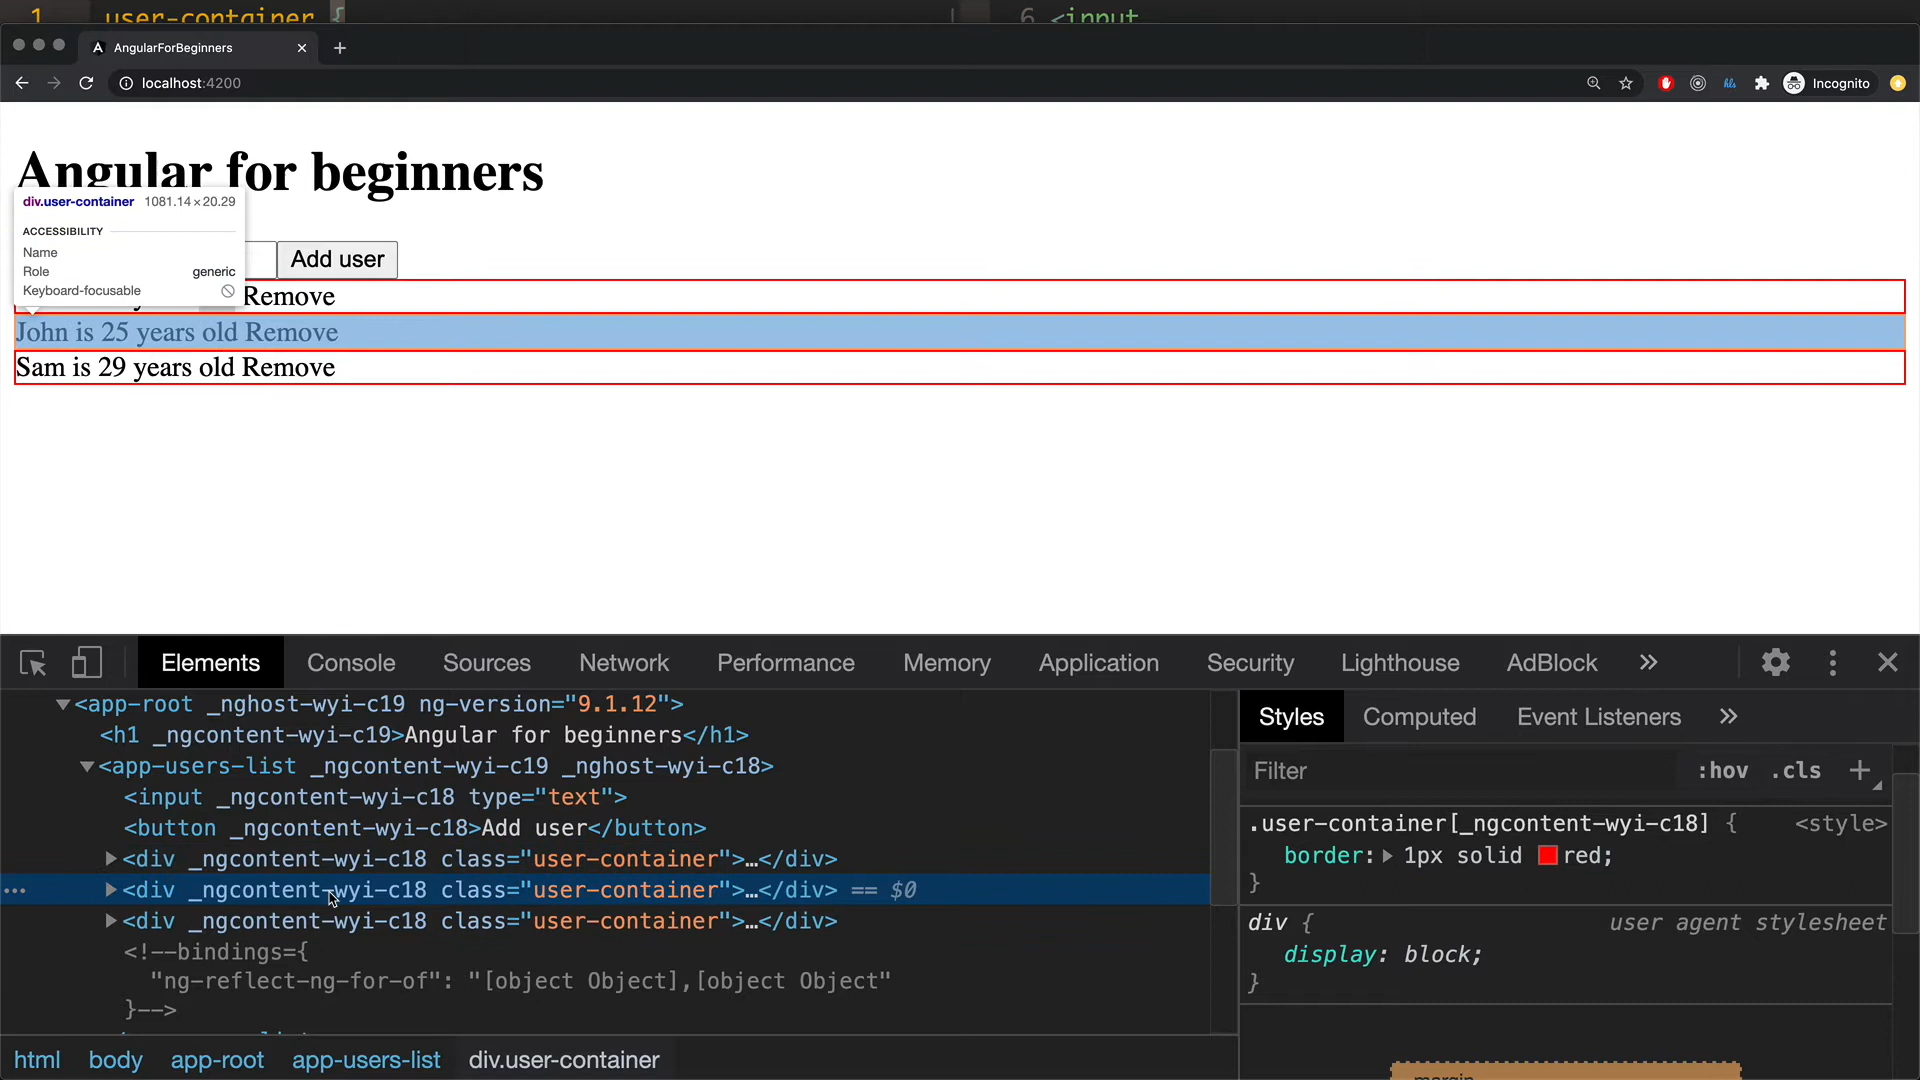 1 user-container {
6 <input
AngularForBeginners
localhost:4200
Incognito
Angular for beginners
div.user-container 1081.14 × 20.29
ACCESSIBILITY
Name
Role generic
Keyboard-focusable
Add user
Remove
John is 25 years old Remove
Sam is 29 years old Remove
Elements Console Sources Network Performance Memory Application Security Lighthouse AdBlock »
<app-root _nghost-wyi-c19 ng-version="9.1.12">
<h1 _ngcontent-wyi-c19>Angular for beginners</h1>
<app-users-list _ngcontent-wyi-c19 _nghost-wyi-c18>
<input _ngcontent-wyi-c18 type="text">
<button _ngcontent-wyi-c18>Add user</button>
<div _ngcontent-wyi-c18 class="user-container">…</div>
<div _ngcontent-wyi-c18 class="user-container">…</div> == $0
<div _ngcontent-wyi-c18 class="user-container">…</div>
<!--bindings={
"ng-reflect-ng-for-of": "[object Object],[object Object"
}-->
html body app-root app-users-list div.user-container
Styles Computed Event Listeners »
Filter :hov .cls +
.user-container[_ngcontent-wyi-c18] { <style>
border: 1px solid red;
}
div { user agent stylesheet
display: block;
}
margin